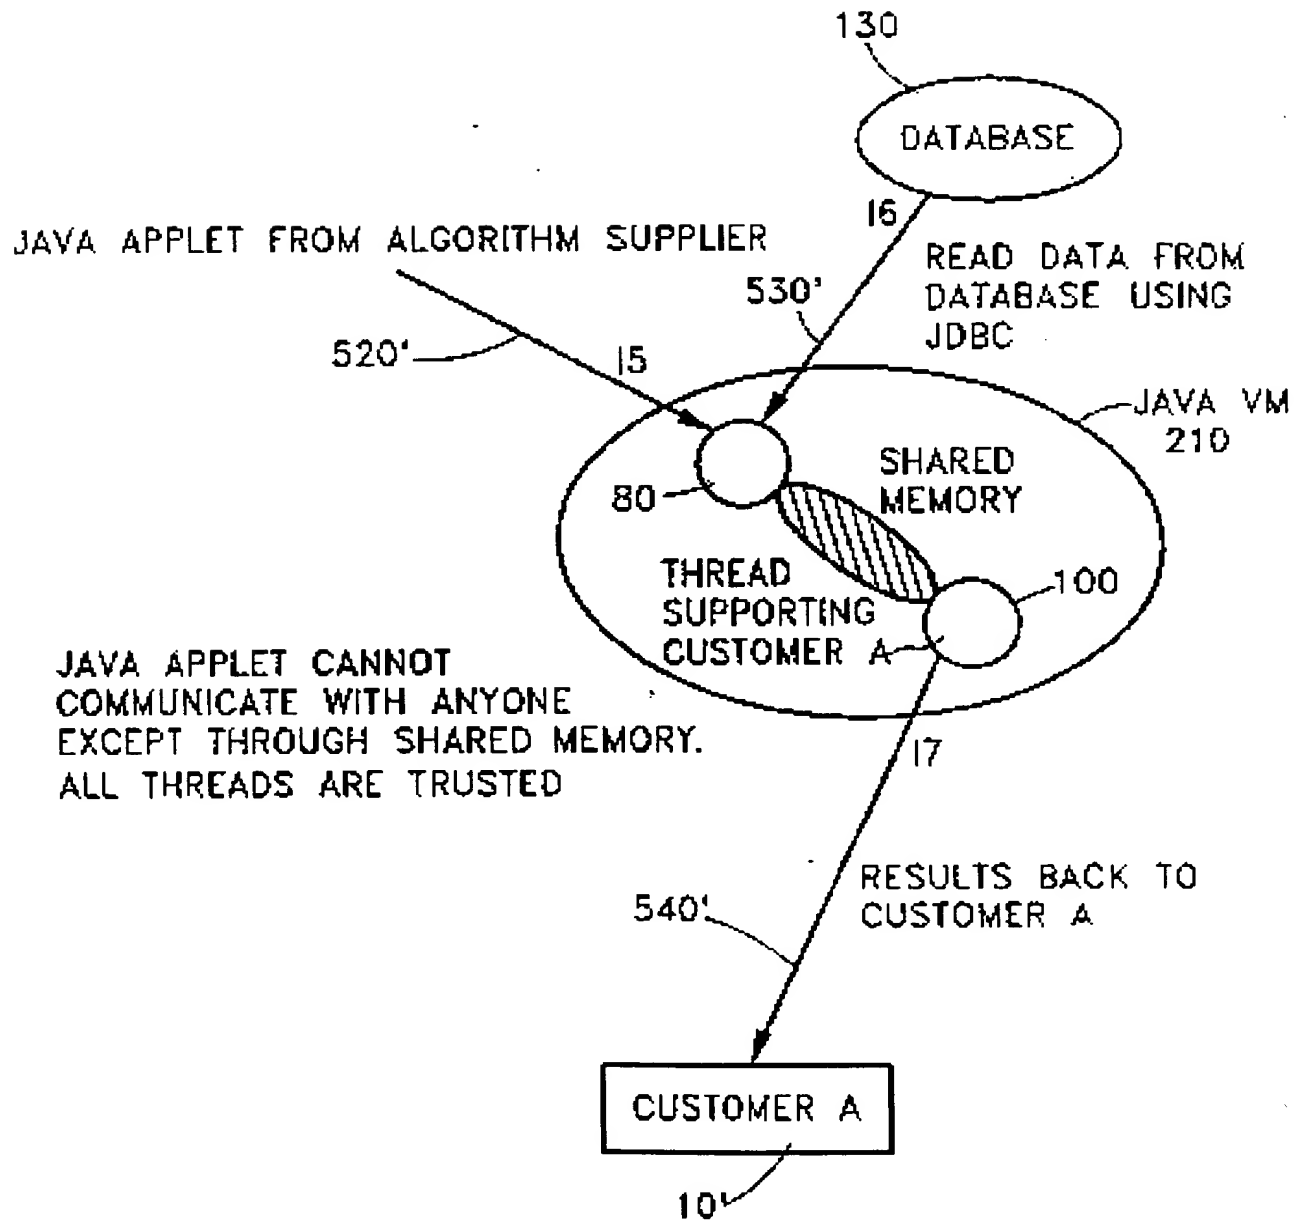 130
DATABASE
16
JAVA APPLET FROM ALGORITHM SUPPLIER
READ DATA FROM
DATABASE USING
JDBC
530'
520'
15
JAVA VM
210
SHARED
MEMORY
80
THREAD
SUPPORTING
CUSTOMER A
100
JAVA APPLET CANNOT
COMMUNICATE WITH ANYONE
EXCEPT THROUGH SHARED MEMORY.
ALL THREADS ARE TRUSTED
17
RESULTS BACK TO
CUSTOMER A
540'
CUSTOMER A
10'